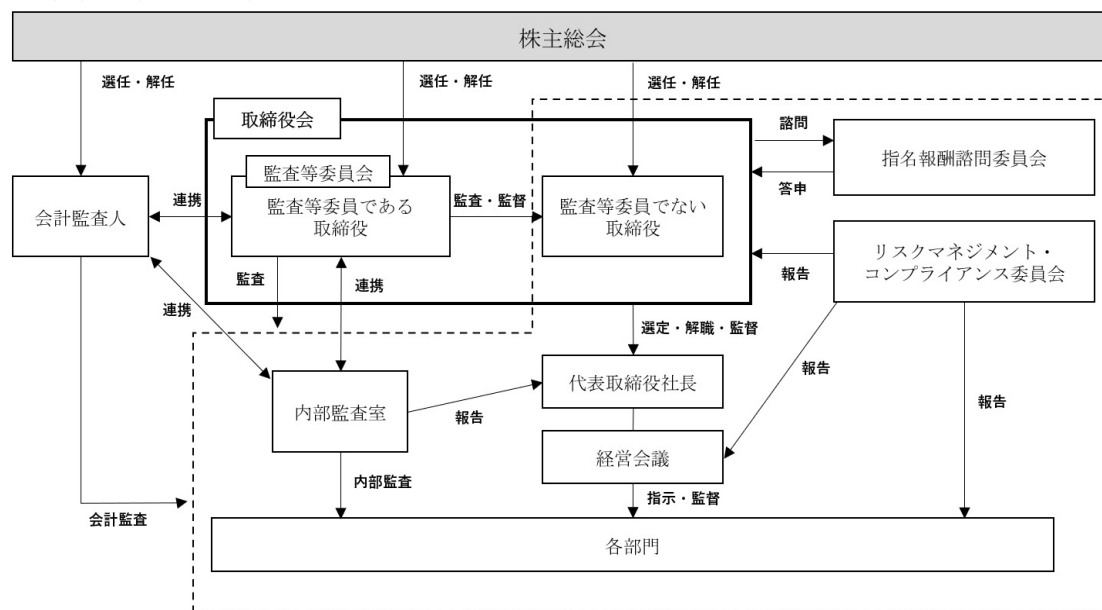 株主総会
選任・解任
選任・解任
選任・解任
取締役会
諮問
指名報酬諮問委員会
答申
監査等委員会
会計監査人
連携
監査等委員である
取締役
監査・監督
監査等委員でない
取締役
リスクマネジメント・
コンプライアンス委員会
報告
監査
連携
連携
選定・解職・監督
代表取締役社長
報告
内部監査室
報告
報告
経営会議
内部監査
指示・監督
会計監査
各部門